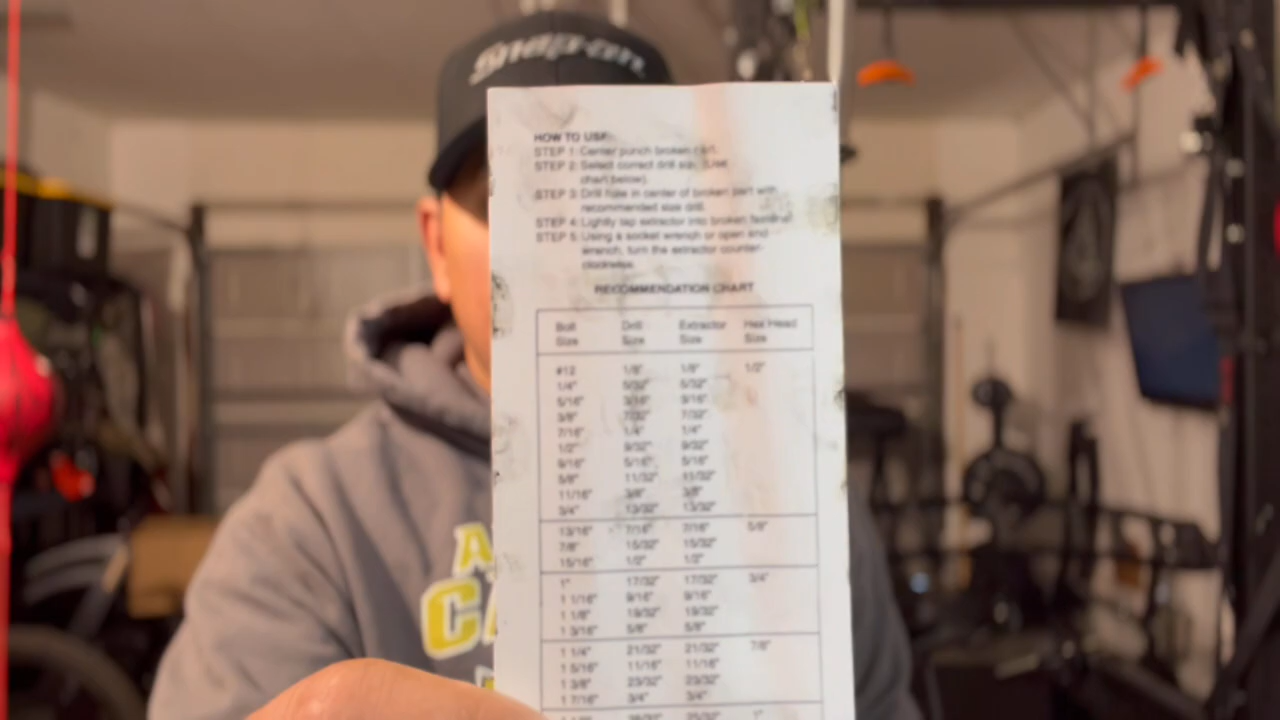 Snap-on
HOW TO USE:
STEP 1: Center punch broken part.
STEP 2: Select correct drill size. (Use
chart below).
STEP 3: Drill hole in center of broken part with
recommended size drill.
STEP 4: Lightly tap extractor into broken fastener
STEP 5: Using a socket wrench or open end
wrench, turn the extractor counter-
clockwise.
RECOMMENDATION CHART
Bolt Drill Extractor Hex Head
Size Size Size Size
#12 1/8" 1/8" 1/2"
1/4" 5/32" 5/32"
5/16" 3/16" 9/16"
3/8" 7/32" 7/32"
7/16" 1/4" 1/4"
1/2" 9/32" 9/32"
9/16" 5/16" 5/16"
5/8" 11/32" 11/32"
11/16" 3/8" 3/8"
3/4" 13/32" 13/32"
13/16" 7/16" 7/16" 5/8"
7/8" 15/32" 15/32"
15/16" 1/2" 1/2"
1" 17/32" 17/32" 3/4"
1 1/16" 9/16" 9/16"
1 1/8" 19/32" 19/32"
1 3/16" 5/8" 5/8"
1 1/4" 21/32" 21/32" 7/8"
1 5/16" 11/16" 11/16"
1 3/8" 23/32" 23/32"
1 7/16" 3/4" 3/4"
25/32" 1"
A
CA